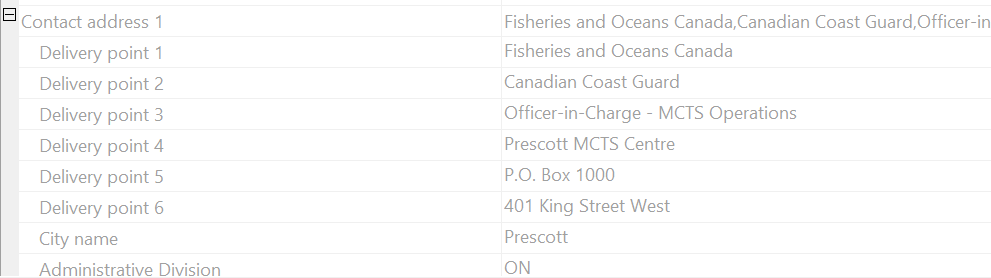 Contact address 1 Fisheries and Oceans Canada,Canadian Coast Guard,Officer-in
Delivery point 1 Fisheries and Oceans Canada
Delivery point 2 Canadian Coast Guard
Delivery point 3 Officer-in-Charge - MCTS Operations
Delivery point 4 Prescott MCTS Centre
Delivery point 5 P.O. Box 1000
Delivery point 6 401 King Street West
City name Prescott
Administrative Division ON